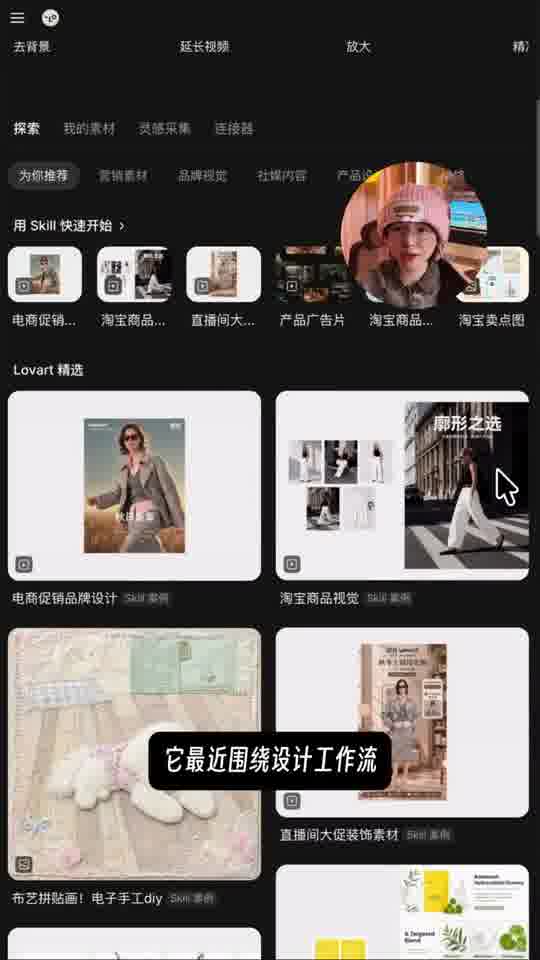 去背景
延长视频
放大
探索
我的素材
灵感采集
连接器
为你推荐
营销素材
品牌视觉
社媒内容
用 Skill 快速开始
电商促销...
淘宝商品...
直播间大...
产品广告片
淘宝商品...
淘宝卖点图
Lovart 精选
廓形之选
电商促销品牌设计
Skill 案例
淘宝商品视觉
Skill 案例
它最近围绕设计工作流
直播间大促装饰素材
Skill 案例
布艺拼贴画！电子手工diy
Skill 案例